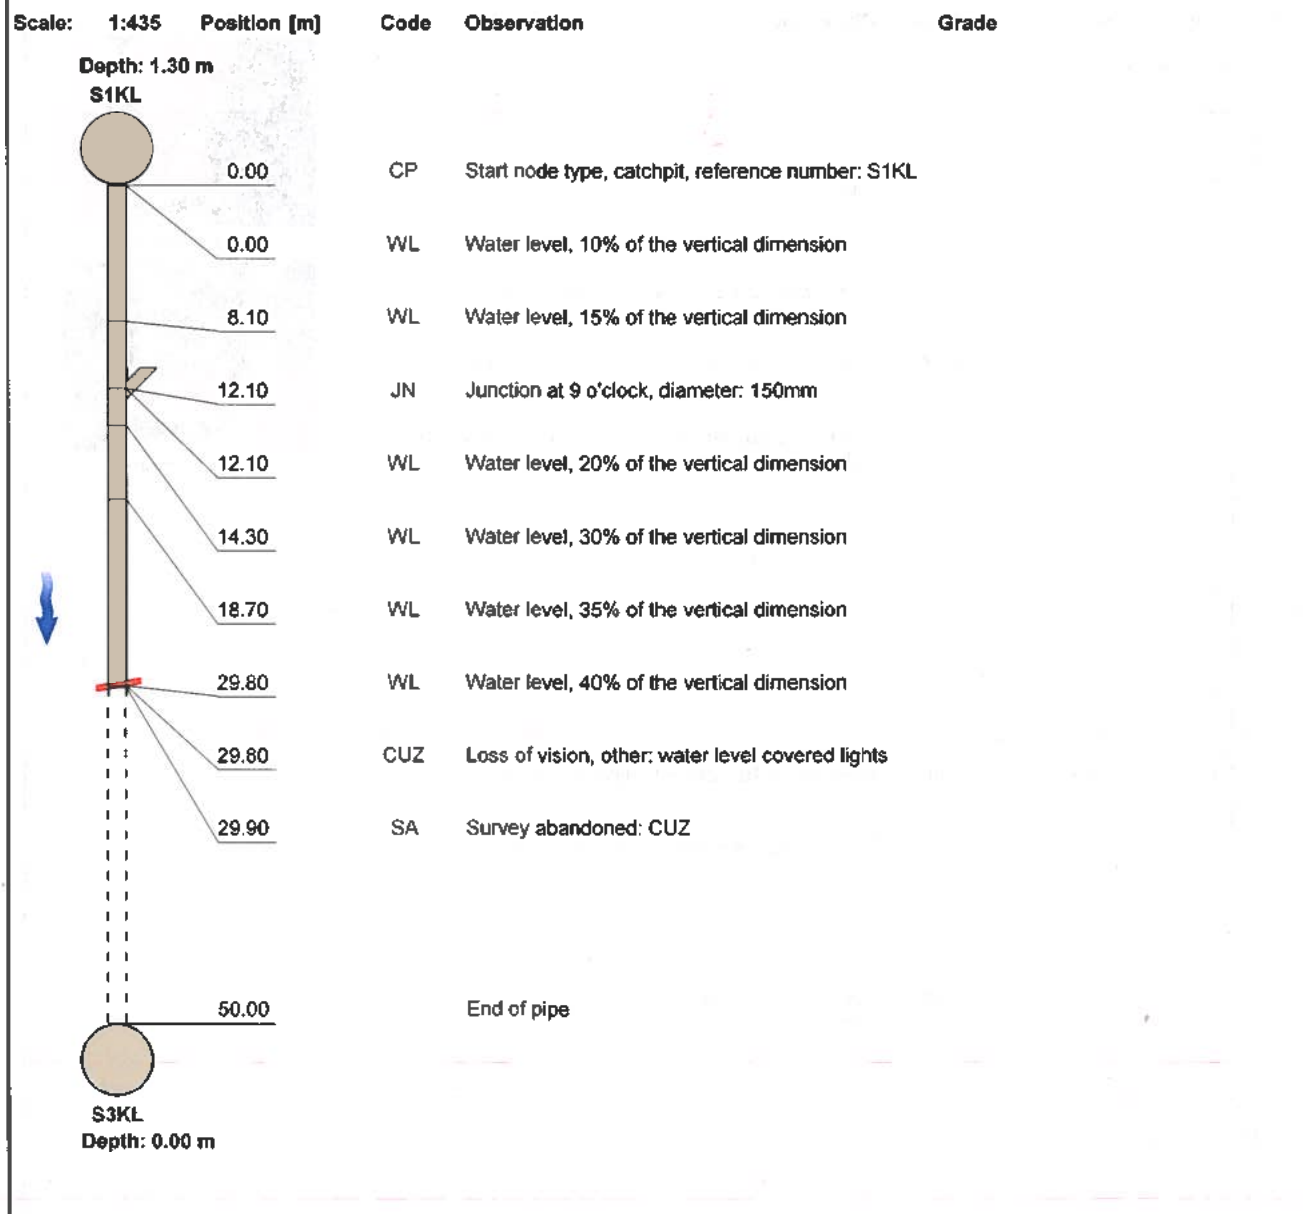 Scale: 1:435 Position [m] Code Observation Grade
Depth: 1.30 m
S1KL
0.00 CP Start node type, catchpit, reference number: S1KL
0.00 WL Water level, 10% of the vertical dimension
8.10 WL Water level, 15% of the vertical dimension
12.10 JN Junction at 9 o'clock, diameter: 150mm
12.10 WL Water level, 20% of the vertical dimension
14.30 WL Water level, 30% of the vertical dimension
18.70 WL Water level, 35% of the vertical dimension
29.80 WL Water level, 40% of the vertical dimension
29.80 CUZ Loss of vision, other: water level covered lights
29.90 SA Survey abandoned: CUZ
50.00 End of pipe
S3KL
Depth: 0.00 m